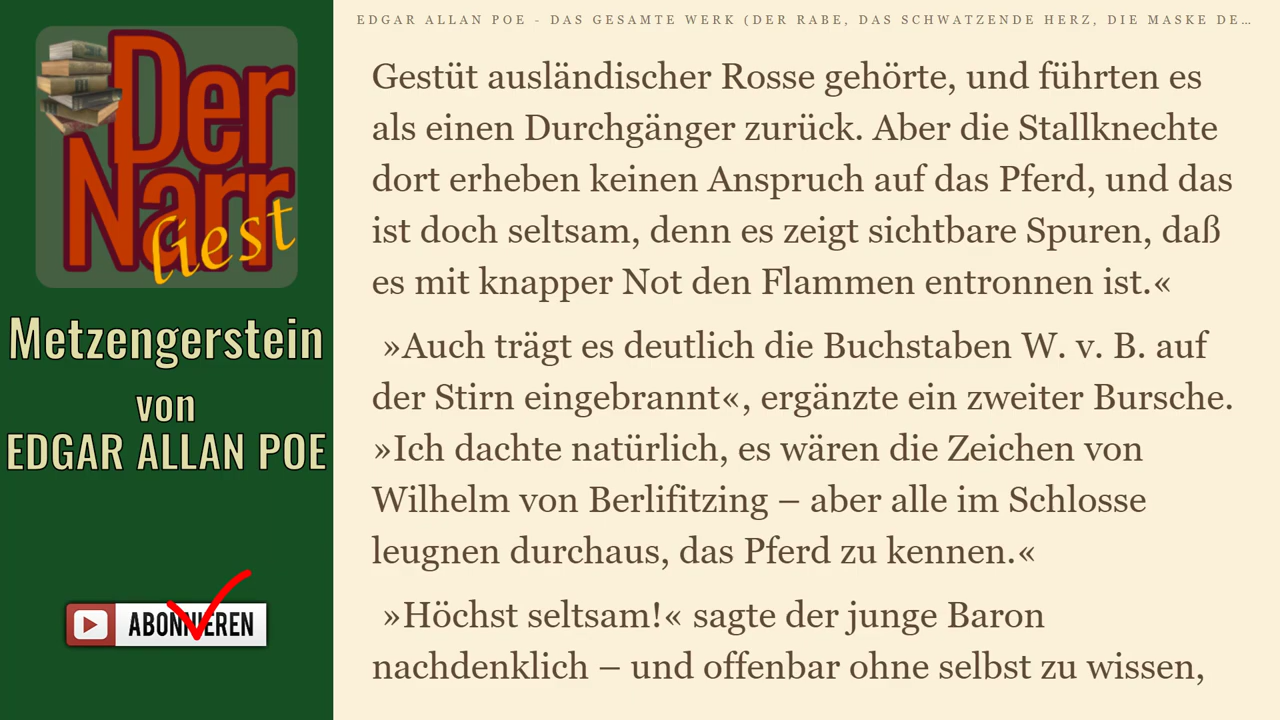 Der
Narr
liest
Metzengerstein
von
EDGAR ALLAN POE
ABONNIEREN
EDGAR ALLAN POE - DAS GESAMTE WERK (DER RABE, DAS SCHWATZENDE HERZ, DIE MASKE DE…
Gestüt ausländischer Rosse gehörte, und führten es
als einen Durchgänger zurück. Aber die Stallknechte
dort erheben keinen Anspruch auf das Pferd, und das
ist doch seltsam, denn es zeigt sichtbare Spuren, daß
es mit knapper Not den Flammen entronnen ist.«
»Auch trägt es deutlich die Buchstaben W. v. B. auf
der Stirn eingebrannt«, ergänzte ein zweiter Bursche.
»Ich dachte natürlich, es wären die Zeichen von
Wilhelm von Berlifitzing – aber alle im Schlosse
leugnen durchaus, das Pferd zu kennen.«
»Höchst seltsam!« sagte der junge Baron
nachdenklich – und offenbar ohne selbst zu wissen,